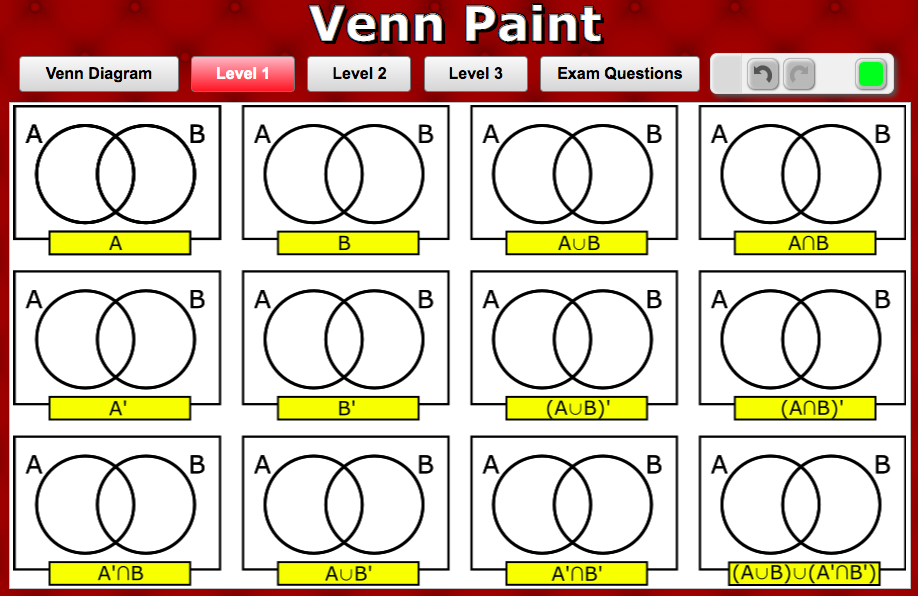 Venn Paint
Venn Diagram Level 1 Level 2 Level 3 Exam Questions
A B A B A B A B
A B A∪B A∩B
A B A B A B A B
A' B' (A∪B)' (A∩B)'
A B A B A B A B
A'∩B A∪B' A'∩B' (A∪B)∪(A'∩B')